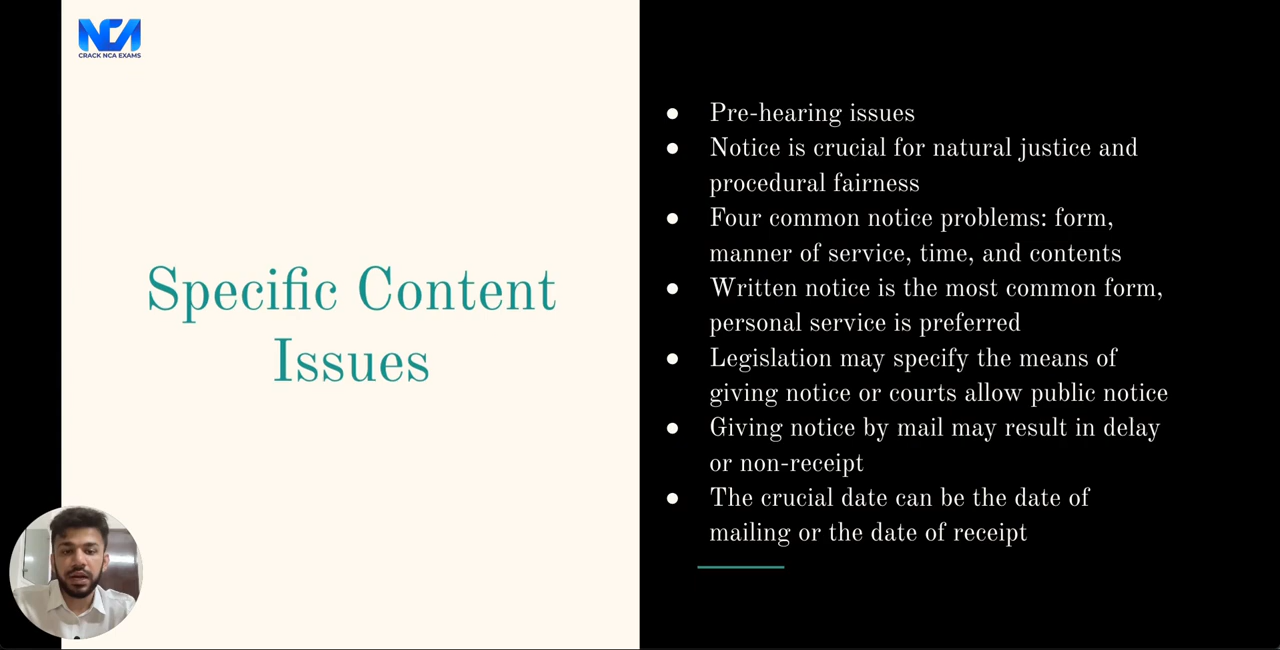 NCA
CRACK NCA EXAMS
Specific Content
Issues
● Pre-hearing issues
● Notice is crucial for natural justice and
procedural fairness
● Four common notice problems: form,
manner of service, time, and contents
● Written notice is the most common form,
personal service is preferred
● Legislation may specify the means of
giving notice or courts allow public notice
● Giving notice by mail may result in delay
or non-receipt
● The crucial date can be the date of
mailing or the date of receipt